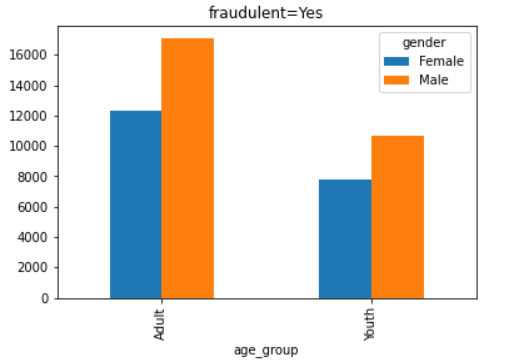 fraudulent=Yes
gender
Female
Male
16000
14000
12000
10000
8000
6000
4000
2000
0
Adult
Youth
age_group